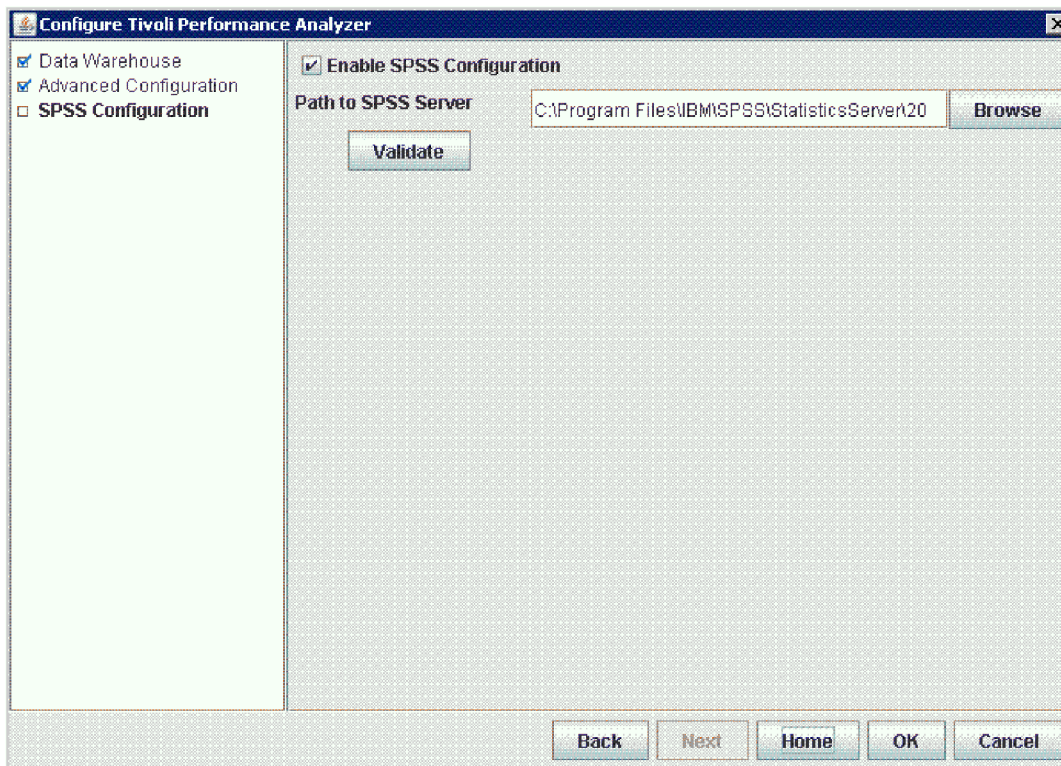 Configure Tivoli Performance Analyzer
Data Warehouse
Advanced Configuration
SPSS Configuration
Enable SPSS Configuration
Path to SPSS Server
C:\Program Files\IBM\SPSS\StatisticsServer\20
Browse
Validate
Back
Next
Home
OK
Cancel